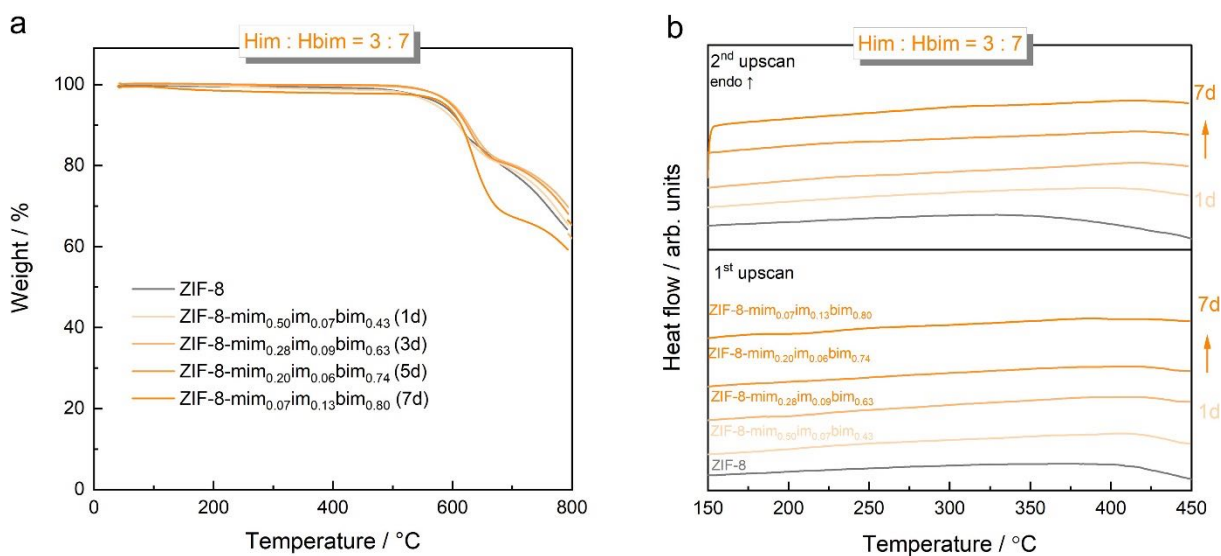 a
Him : Hbim = 3 : 7
100
80
60
40
20
0
Weight / %
ZIF-8
ZIF-8-mim0.50im0.07bim0.43 (1d)
ZIF-8-mim0.28im0.09bim0.63 (3d)
ZIF-8-mim0.20im0.06bim0.74 (5d)
ZIF-8-mim0.07im0.13bim0.80 (7d)
0 200 400 600 800
Temperature / °C
b
Him : Hbim = 3 : 7
2nd upscan
endo ↑
7d
1d
Heat flow / arb. units
1st upscan
ZIF-8-mim0.07im0.13bim0.80
7d
ZIF-8-mim0.20im0.06bim0.74
ZIF-8-mim0.28im0.09bim0.63
1d
ZIF-8-mim0.50im0.07bim0.43
ZIF-8
150 200 250 300 350 400 450
Temperature / °C